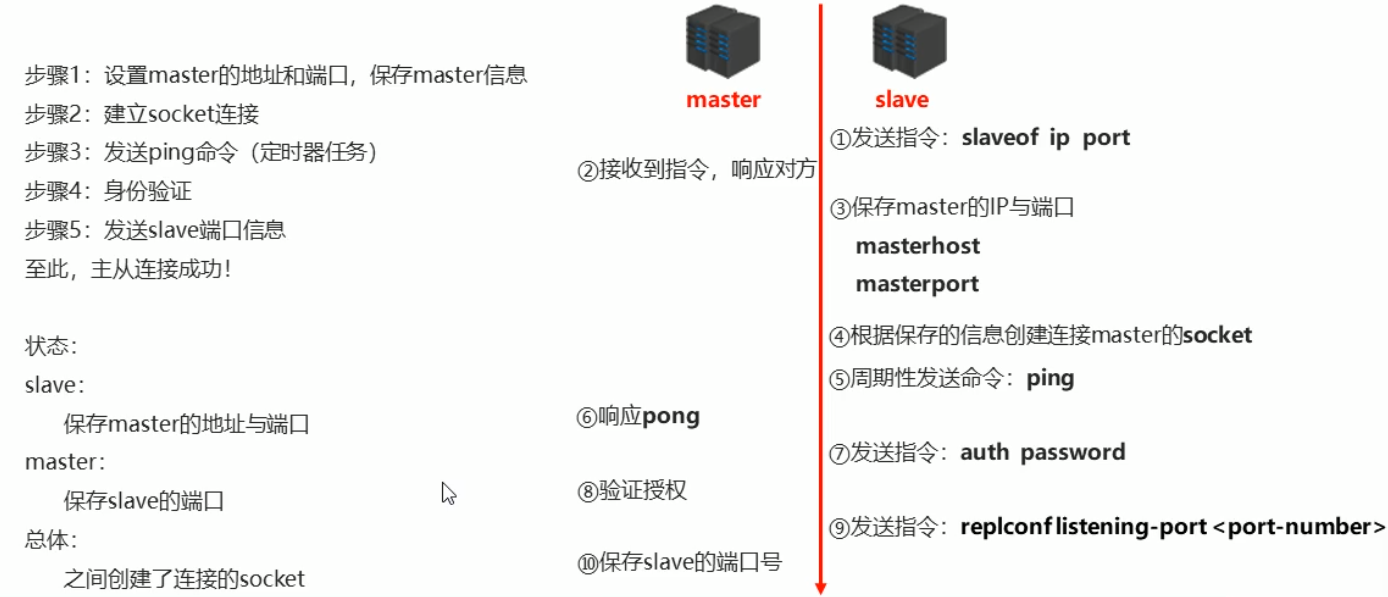 步骤1：设置master的地址和端口，保存master信息
步骤2：建立socket连接
步骤3：发送ping命令（定时器任务）
步骤4：身份验证
步骤5：发送slave端口信息
至此，主从连接成功！
状态：
slave：
保存master的地址与端口
master：
保存slave的端口
总体：
之间创建了连接的socket
master
slave
①发送指令：slaveof ip port
②接收到指令，响应对方
③保存master的IP与端口
masterhost
masterport
④根据保存的信息创建连接master的socket
⑤周期性发送命令：ping
⑥响应pong
⑦发送指令：auth password
⑧验证授权
⑨发送指令：replconf listening-port <port-number>
⑩保存slave的端口号